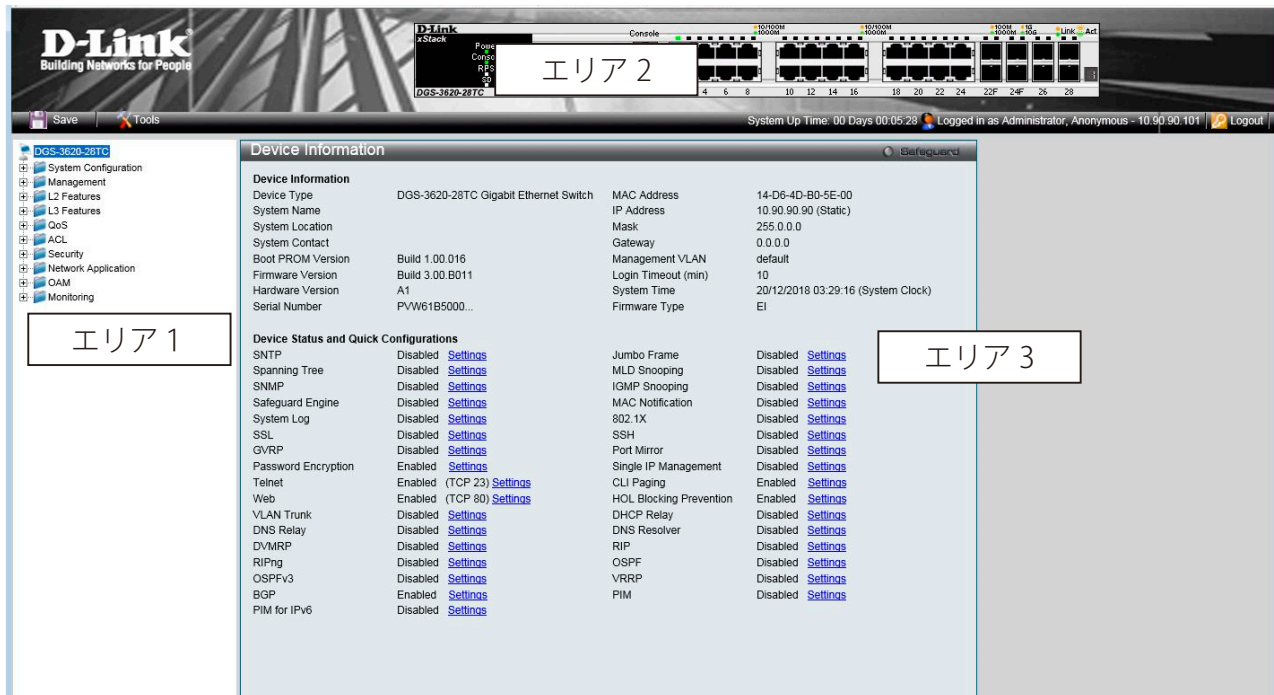 D-Link
Building Networks for People
D-Link
xStack
Console
10/100M
1000M
10/100M
1000M
100M 1G
1000M 10G
Link Act
エリア 2
DGS-3620-28TC
4 6 8 10 12 14 16 18 20 22 24 22F 24F 26 28
Save Tools
System Up Time: 00 Days 00:05:28 Logged in as Administrator, Anonymous - 10.90.90.101 Logout
DGS-3620-28TC
System Configuration
Management
L2 Features
L3 Features
QoS
ACL
Security
Network Application
OAM
Monitoring
エリア 1
Device Information
Safeguard
Device Information
Device Type DGS-3620-28TC Gigabit Ethernet Switch MAC Address 14-D6-4D-B0-5E-00
System Name IP Address 10.90.90.90 (Static)
System Location Mask 255.0.0.0
System Contact Gateway 0.0.0.0
Boot PROM Version Build 1.00.016 Management VLAN default
Firmware Version Build 3.00.B011 Login Timeout (min) 10
Hardware Version A1 System Time 20/12/2018 03:29:16 (System Clock)
Serial Number PVW61B5000... Firmware Type EI
Device Status and Quick Configurations
SNTP Disabled Settings Jumbo Frame Disabled Settings
Spanning Tree Disabled Settings MLD Snooping Disabled Settings
SNMP Disabled Settings IGMP Snooping Disabled Settings
Safeguard Engine Disabled Settings MAC Notification Disabled Settings
System Log Disabled Settings 802.1X Disabled Settings
SSL Disabled Settings SSH Disabled Settings
GVRP Disabled Settings Port Mirror Disabled Settings
Password Encryption Enabled Settings Single IP Management Disabled Settings
Telnet Enabled (TCP 23) Settings CLI Paging Enabled Settings
Web Enabled (TCP 80) Settings HOL Blocking Prevention Enabled Settings
VLAN Trunk Disabled Settings DHCP Relay Disabled Settings
DNS Relay Disabled Settings DNS Resolver Disabled Settings
DVMRP Disabled Settings RIP Disabled Settings
RIPng Disabled Settings OSPF Disabled Settings
OSPFv3 Disabled Settings VRRP Disabled Settings
BGP Enabled Settings PIM Disabled Settings
PIM for IPv6 Disabled Settings
エリア 3